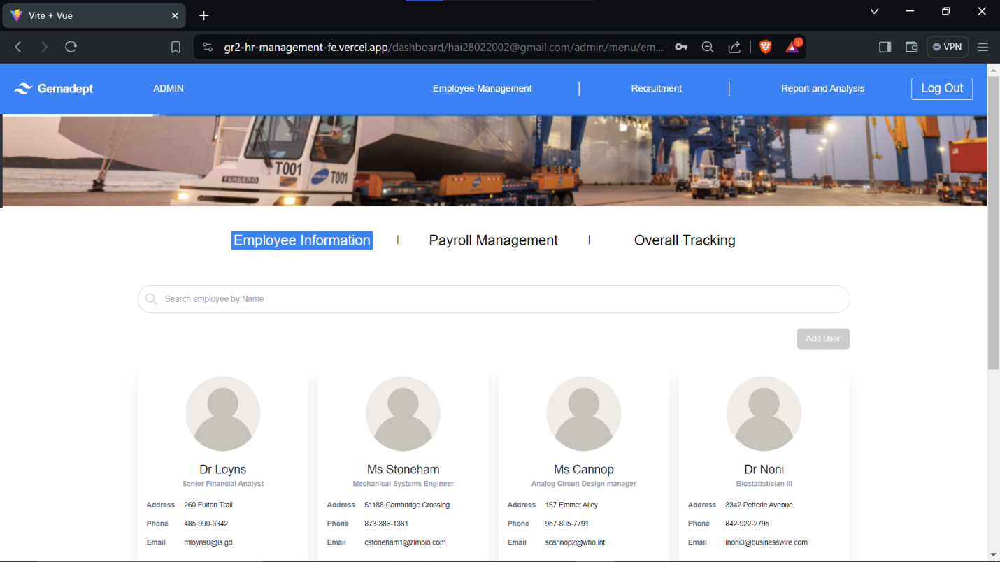 Vite + Vue
gr2-hr-management-fe.vercel.app/dashboard/hai28022002@gmail.com/admin/menu/em...
1
VPN
Gemadept
ADMIN
Employee Management
Recruitment
Report and Analysis
Log Out
T001
T001
TERBERG
Employee Information
Payroll Management
Overall Tracking
Search employee by Name
Add User
Dr Loyns
Senior Financial Analyst
Address 260 Fulton Trail
Phone 485-990-3342
Email mloyns0@is.gd
Ms Stoneham
Mechanical Systems Engineer
Address 61188 Cambridge Crossing
Phone 873-386-1381
Email cstoneham1@zimbio.com
Ms Cannop
Analog Circuit Design manager
Address 167 Emmet Alley
Phone 957-805-7791
Email scannop2@who.int
Dr Noni
Biostatistician III
Address 3342 Petterle Avenue
Phone 842-922-2795
Email inoni3@businesswire.com